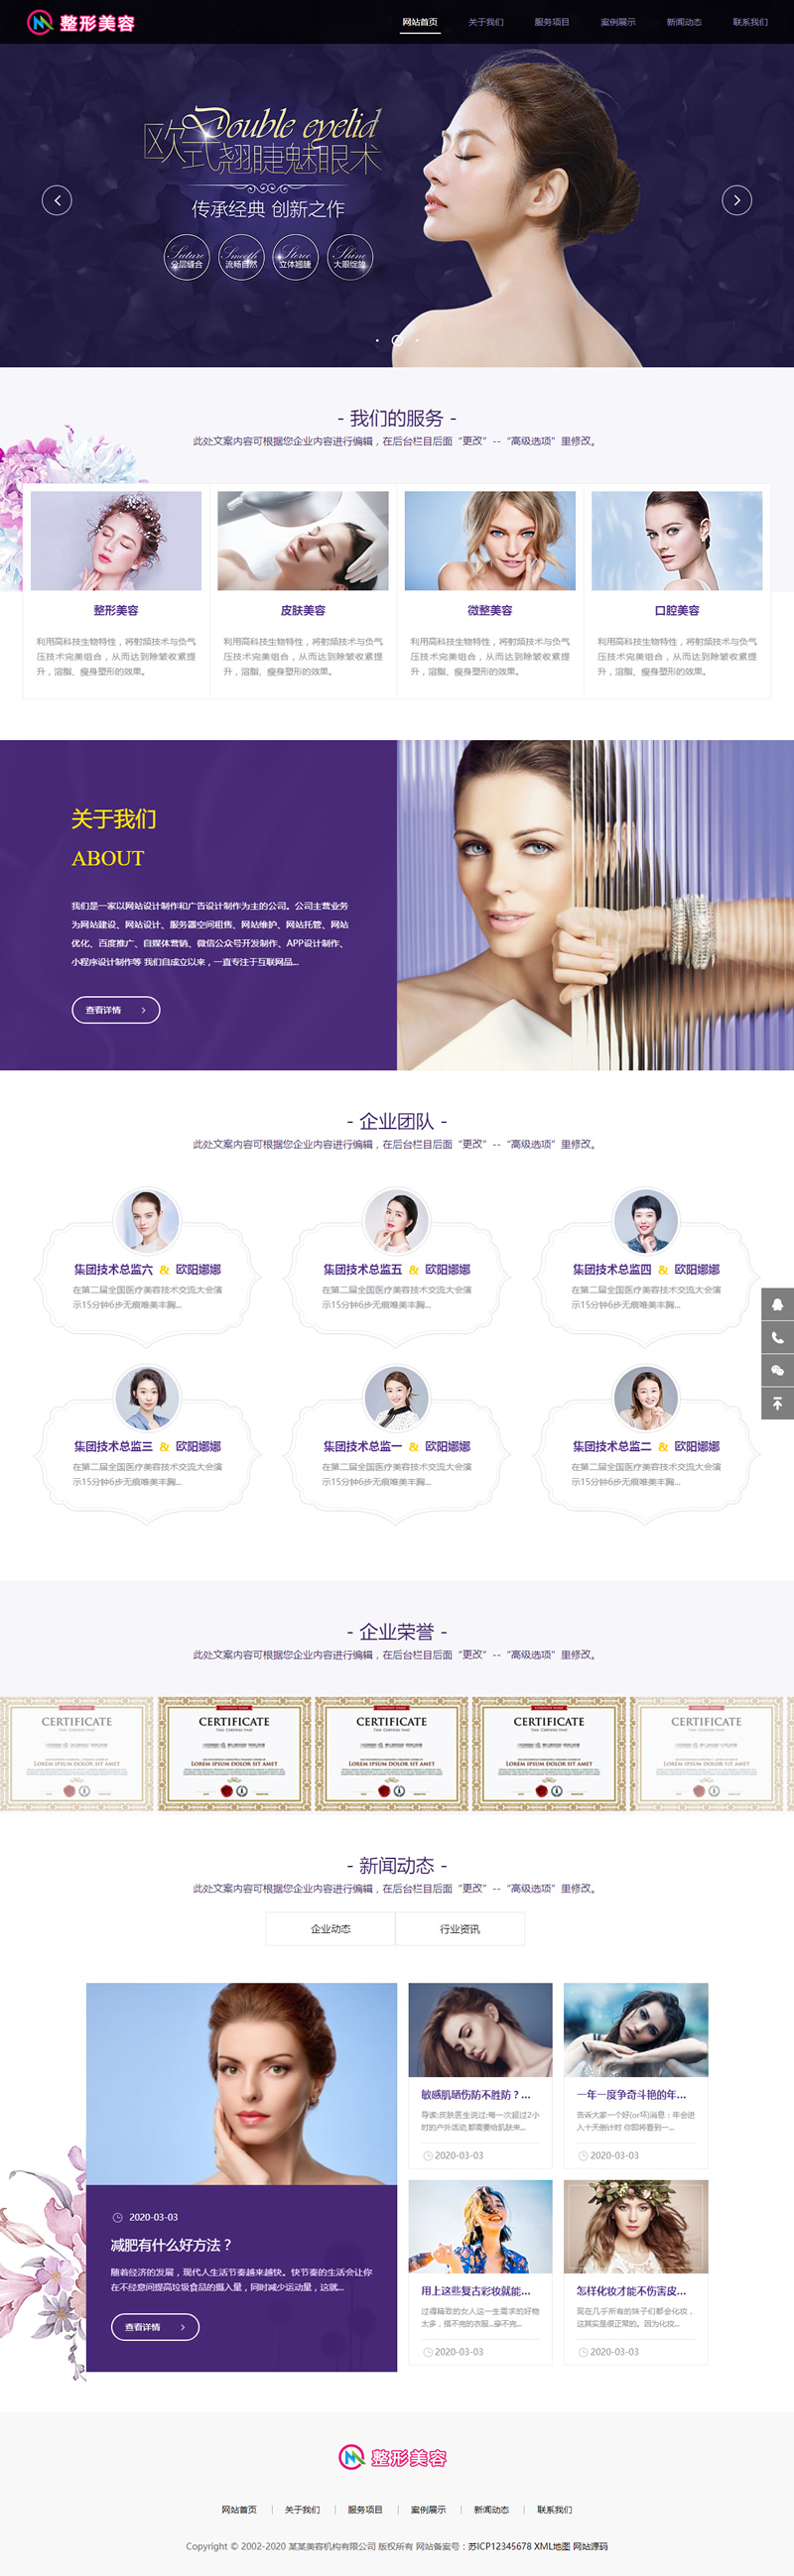 整形美容
网站首页 关于我们 服务项目 案例展示 新闻动态 联系我们
Double eyelid
欧式翘睫魅眼术
传承经典 创新之作
Suture Smooth Stereo Shine
分层缝合 流畅自然 立体翘睫 大眼绽放
- 我们的服务 -
此处文案内容可根据您企业内容进行编辑，在后台栏目后面“更改”--“高级选项”里修改。
整形美容
利用高科技生物特性，将射频技术与负气
压技术完美组合，从而达到除皱收紧提
升，溶脂、瘦身塑形的效果。
皮肤美容
利用高科技生物特性，将射频技术与负气
压技术完美组合，从而达到除皱收紧提
升，溶脂、瘦身塑形的效果。
微整美容
利用高科技生物特性，将射频技术与负气
压技术完美组合，从而达到除皱收紧提
升，溶脂、瘦身塑形的效果。
口腔美容
利用高科技生物特性，将射频技术与负气
压技术完美组合，从而达到除皱收紧提
升，溶脂、瘦身塑形的效果。
关于我们
ABOUT
我们是一家以网站设计制作和广告设计制作为主的公司。公司主营业务
为网站建设、网站设计、服务器空间租售、网站维护、网站托管、网站
优化、百度推广、自媒体营销、微信公众号开发制作、APP设计制作、
小程序设计制作等 我们自成立以来，一直专注于互联网品...
查看详情 >
- 企业团队 -
此处文案内容可根据您企业内容进行编辑，在后台栏目后面“更改”--“高级选项”里修改。
集团技术总监六 & 欧阳娜娜
在第二届全国医疗美容技术交流大会演
示15分钟6步无痕唯美丰胸...
集团技术总监五 & 欧阳娜娜
在第二届全国医疗美容技术交流大会演
示15分钟6步无痕唯美丰胸...
集团技术总监四 & 欧阳娜娜
在第二届全国医疗美容技术交流大会演
示15分钟6步无痕唯美丰胸...
集团技术总监三 & 欧阳娜娜
在第二届全国医疗美容技术交流大会演
示15分钟6步无痕唯美丰胸...
集团技术总监一 & 欧阳娜娜
在第二届全国医疗美容技术交流大会演
示15分钟6步无痕唯美丰胸...
集团技术总监二 & 欧阳娜娜
在第二届全国医疗美容技术交流大会演
示15分钟6步无痕唯美丰胸...
- 企业荣誉 -
此处文案内容可根据您企业内容进行编辑，在后台栏目后面“更改”--“高级选项”里修改。
CERTIFICATE CERTIFICATE CERTIFICATE CERTIFICATE CERTIFICATE
LOREM IPSUM DOLOR SIT AMET LOREM IPSUM DOLOR SIT AMET LOREM IPSUM DOLOR SIT AMET LOREM IPSUM DOLOR SIT AMET LOREM IPSUM DOLOR SIT AMET
- 新闻动态 -
此处文案内容可根据您企业内容进行编辑，在后台栏目后面“更改”--“高级选项”里修改。
企业动态 行业资讯
2020-03-03
减肥有什么好方法？
随着经济的发展，现代人生活节奏越来越快。快节奏的生活会让你
在不经意间提高垃圾食品的摄入量，同时减少运动量，这就...
查看详情 >
敏感肌晒伤防不胜防？...
导读:皮肤医生说过:每一次超过2小
时的户外活动,都需要给肌肤来...
2020-03-03
一年一度争奇斗艳的年...
告诉大家一个好(or坏)消息：年会进
入十天倒计时 你即将看到一...
2020-03-03
用上这些复古彩妆就能...
过得精致的女人这一生需求的好物
太多，搭不完的衣服...穿不完...
2020-03-03
怎样化妆才能不伤害皮...
现在几乎所有的妹子们都会化妆，
这其实是很正常的。因为化妆...
2020-03-03
整形美容
网站首页 | 关于我们 | 服务项目 | 案例展示 | 新闻动态 | 联系我们
Copyright © 2002-2020 某某美容机构有限公司 版权所有 网站备案号：苏ICP12345678 XML地图 网站源码